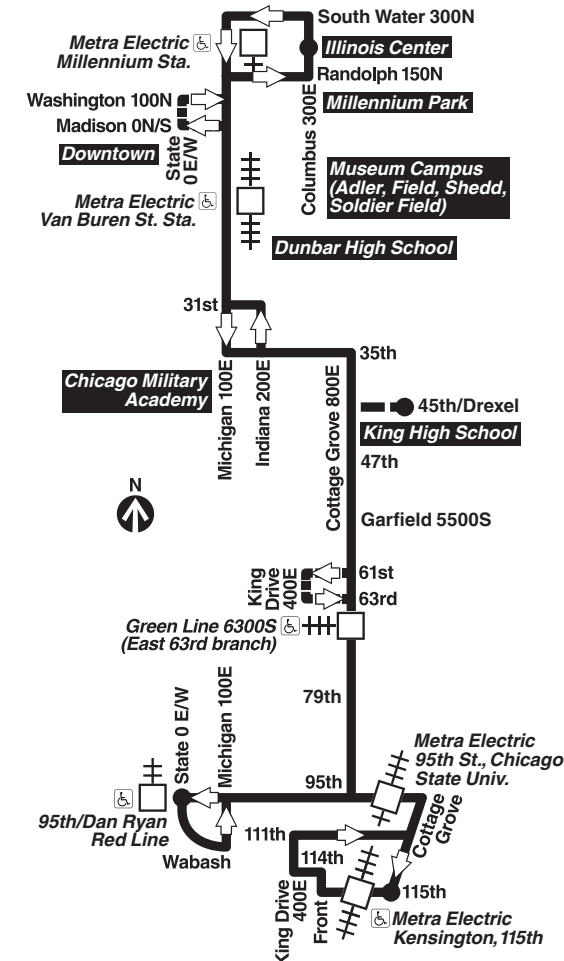 South Water 300N
Metra Electric
Millennium Sta.
Illinois Center
Randolph 150N
Washington 100N
Millennium Park
Madison 0N/S
Downtown
State
0 E/W
Columbus 300E
Museum Campus
(Adler, Field, Shedd,
Soldier Field)
Metra Electric
Van Buren St. Sta.
Dunbar High School
31st
35th
Chicago Military
Academy
Michigan 100E
Indiana 200E
Cottage Grove 800E
45th/Drexel
King High School
47th
N
Garfield 5500S
King
Drive
400E
61st
63rd
Green Line 6300S
(East 63rd branch)
State 0 E/W
Michigan 100E
79th
Metra Electric
95th St., Chicago
State Univ.
95th
95th/Dan Ryan
Red Line
Wabash
111th
Cottage
Grove
114th
King Drive
400E
Front
115th
Metra Electric
Kensington, 115th